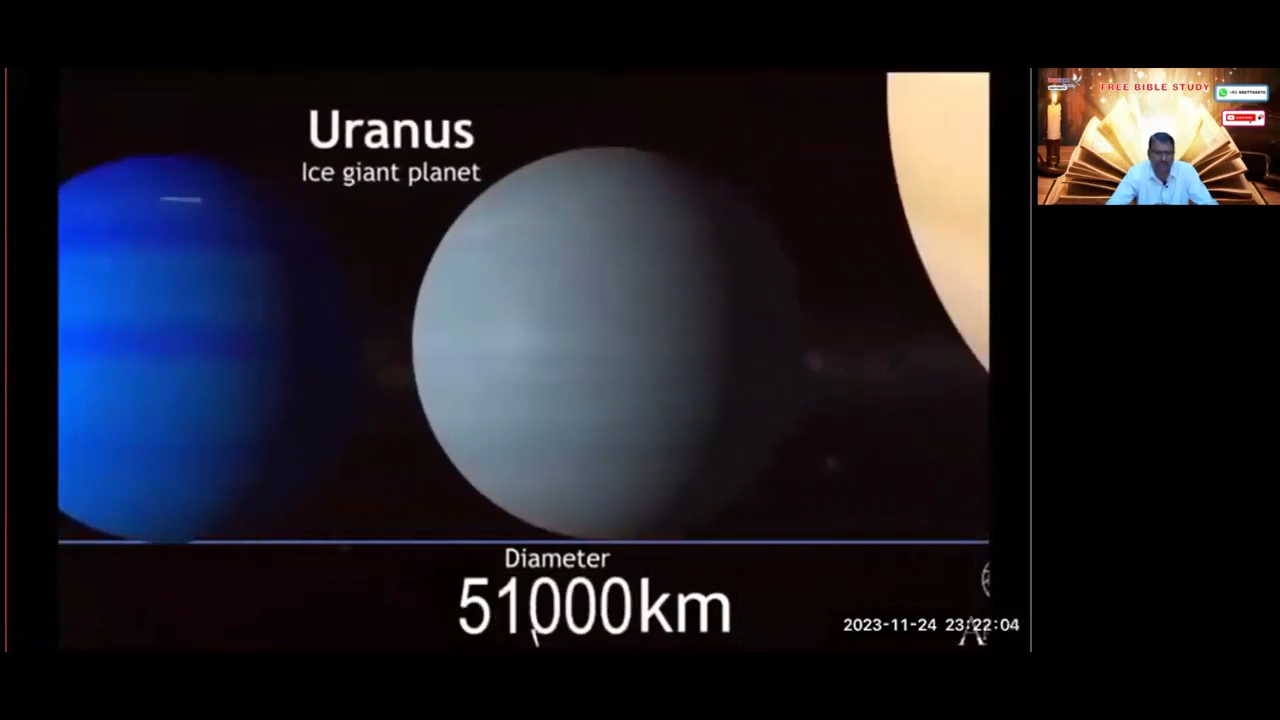 Uranus
Ice giant planet
Diameter
51000km
2023-11-24 23:22:04
FREE BIBLE STUDY